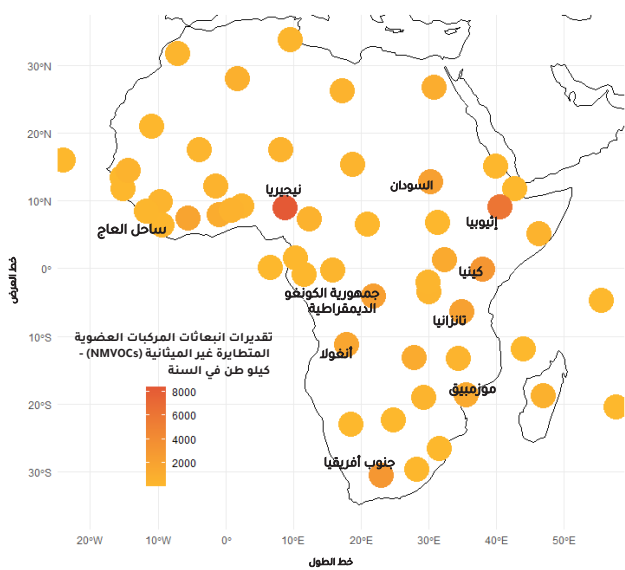 30°N
20°N
10°N
0°
10°S
20°S
30°S
خط العرض
نيجيريا
السودان
إثيوبيا
ساحل العاج
كينيا
جمهورية الكونغو
الديمقراطية
تانزانيا
أنغولا
موزمبيق
جنوب أفريقيا
تقديرات انبعاثات المركبات العضوية
المتطايرة غير الميثانية (NMVOCs) -
كيلو طن في السنة
8000
6000
4000
2000
20°W
10°W
0°
10°E
20°E
30°E
40°E
50°E
خط الطول